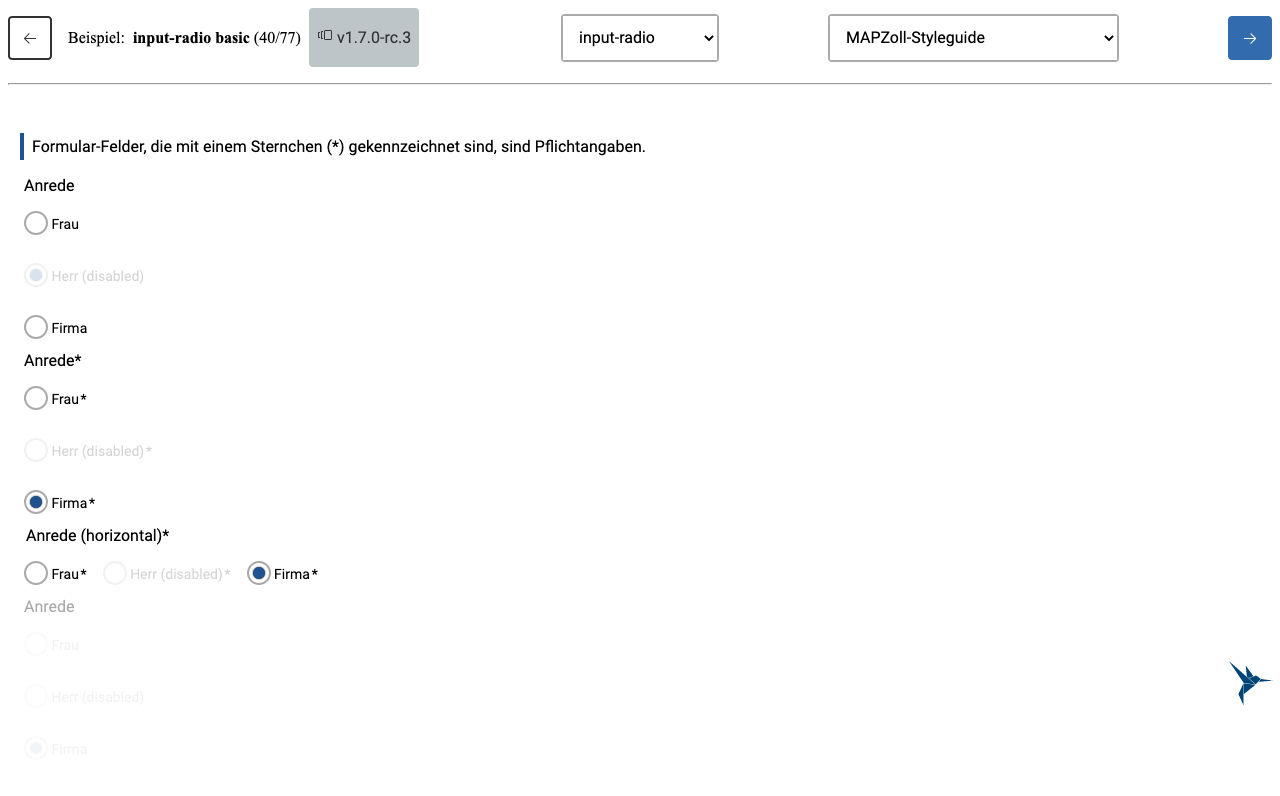 ← Beispiel: input-radio basic (40/77) v1.7.0-rc.3 input-radio MAPZoll-Styleguide →
Formular-Felder, die mit einem Sternchen (*) gekennzeichnet sind, sind Pflichtangaben.
Anrede
Frau
Herr (disabled)
Firma
Anrede*
Frau*
Herr (disabled)*
Firma*
Anrede (horizontal)*
Frau* Herr (disabled)* Firma*
Anrede
Frau
Herr (disabled)
Firma